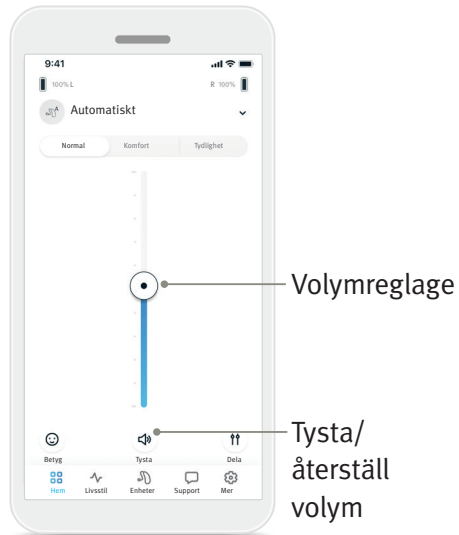 9:41
100% L
R 100%
Automatiskt
Normal Komfort Tydlighet
Volymreglage
Tysta/
återställ
volym
Betyg Tysta Dela
Hem Livsstil Enheter Support Mer